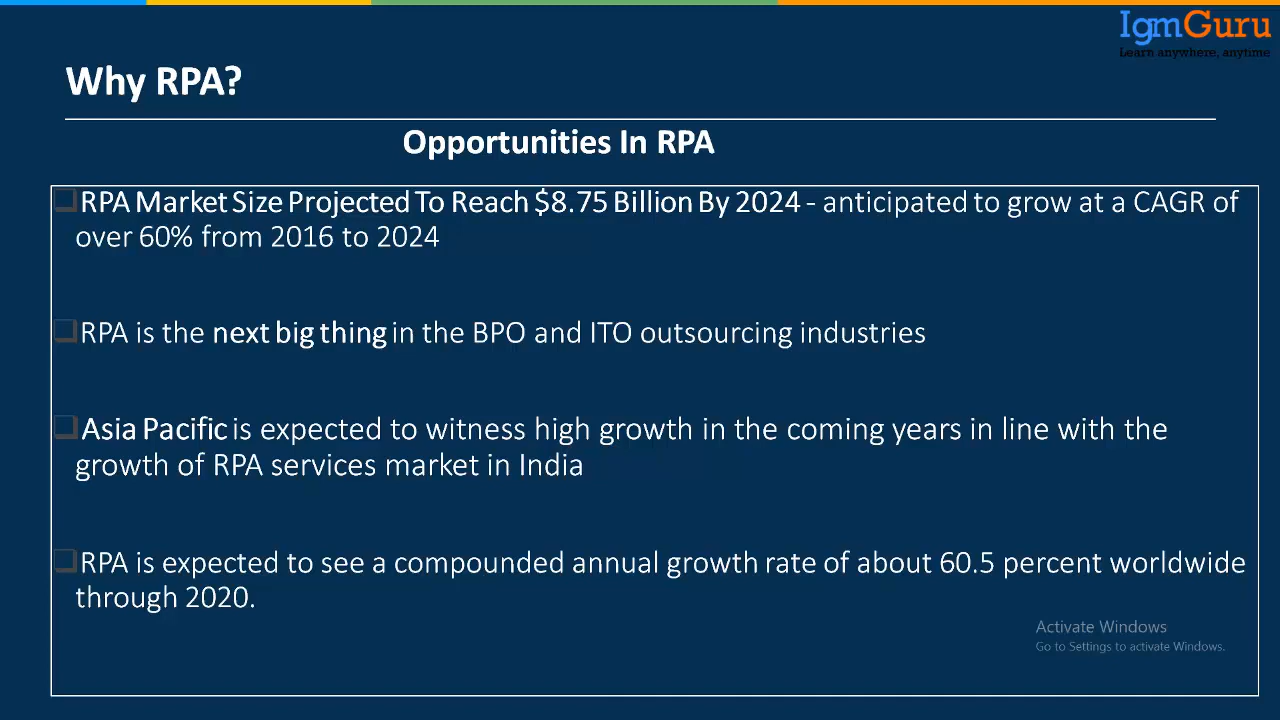 IgmGuru
Learn anywhere, anytime
Why RPA?
Opportunities In RPA
RPA Market Size Projected To Reach $8.75 Billion By 2024 - anticipated to grow at a CAGR of
over 60% from 2016 to 2024
RPA is the next big thing in the BPO and ITO outsourcing industries
Asia Pacific is expected to witness high growth in the coming years in line with the
growth of RPA services market in India
RPA is expected to see a compounded annual growth rate of about 60.5 percent worldwide
through 2020.
Activate Windows
Go to Settings to activate Windows.